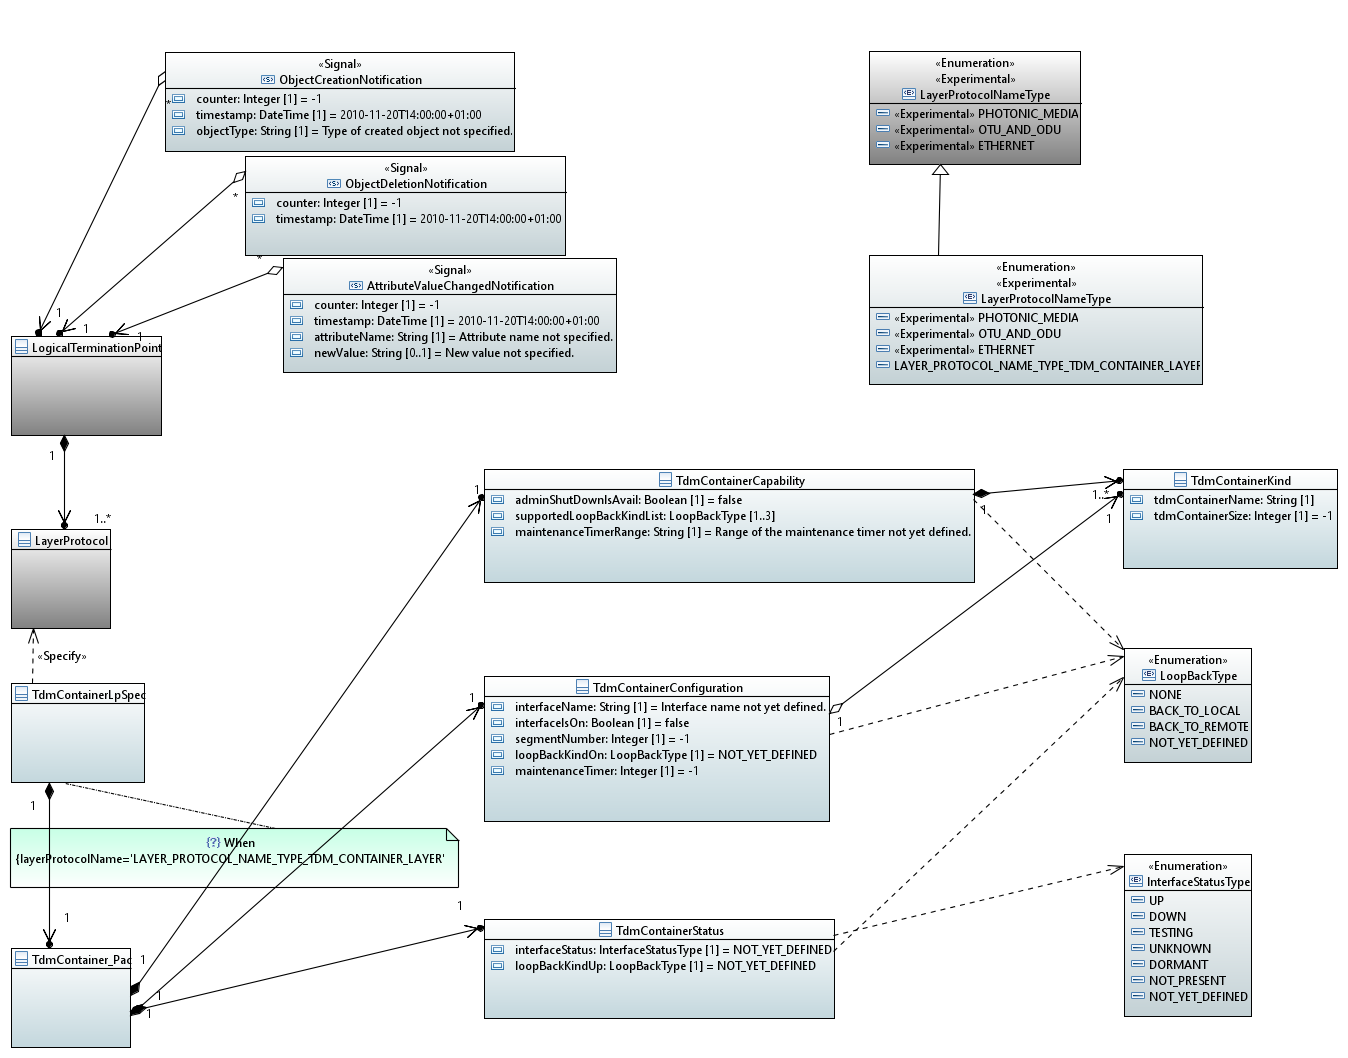 «Signal»
ObjectCreationNotification
counter: Integer [1] = -1
timestamp: DateTime [1] = 2010-11-20T14:00:00+01:00
objectType: String [1] = Type of created object not specified.
*
1
«Signal»
ObjectDeletionNotification
counter: Integer [1] = -1
timestamp: DateTime [1] = 2010-11-20T14:00:00+01:00
*
1
«Signal»
AttributeValueChangedNotification
counter: Integer [1] = -1
timestamp: DateTime [1] = 2010-11-20T14:00:00+01:00
attributeName: String [1] = Attribute name not specified.
newValue: String [0..1] = New value not specified.
*
1
«Enumeration»
«Experimental»
LayerProtocolNameType
«Experimental» PHOTONIC_MEDIA
«Experimental» OTU_AND_ODU
«Experimental» ETHERNET
«Enumeration»
«Experimental»
LayerProtocolNameType
«Experimental» PHOTONIC_MEDIA
«Experimental» OTU_AND_ODU
«Experimental» ETHERNET
LAYER_PROTOCOL_NAME_TYPE_TDM_CONTAINER_LAYER
LogicalTerminationPoint
1
1..*
LayerProtocol
«Specify»
TdmContainerLpSpec
1
{?} When
{layerProtocolName='LAYER_PROTOCOL_NAME_TYPE_TDM_CONTAINER_LAYER'
1
TdmContainer_Pac
1
1
1
1
TdmContainerCapability
adminShutDownIsAvail: Boolean [1] = false
supportedLoopBackKindList: LoopBackType [1..3]
maintenanceTimerRange: String [1] = Range of the maintenance timer not yet defined.
1
1..*
1
TdmContainerKind
tdmContainerName: String [1]
tdmContainerSize: Integer [1] = -1
1
TdmContainerConfiguration
interfaceName: String [1] = Interface name not yet defined.
interfaceIsOn: Boolean [1] = false
segmentNumber: Integer [1] = -1
loopBackKindOn: LoopBackType [1] = NOT_YET_DEFINED
maintenanceTimer: Integer [1] = -1
1
«Enumeration»
LoopBackType
NONE
BACK_TO_LOCAL
BACK_TO_REMOTE
NOT_YET_DEFINED
1
TdmContainerStatus
interfaceStatus: InterfaceStatusType [1] = NOT_YET_DEFINED
loopBackKindUp: LoopBackType [1] = NOT_YET_DEFINED
«Enumeration»
InterfaceStatusType
UP
DOWN
TESTING
UNKNOWN
DORMANT
NOT_PRESENT
NOT_YET_DEFINED